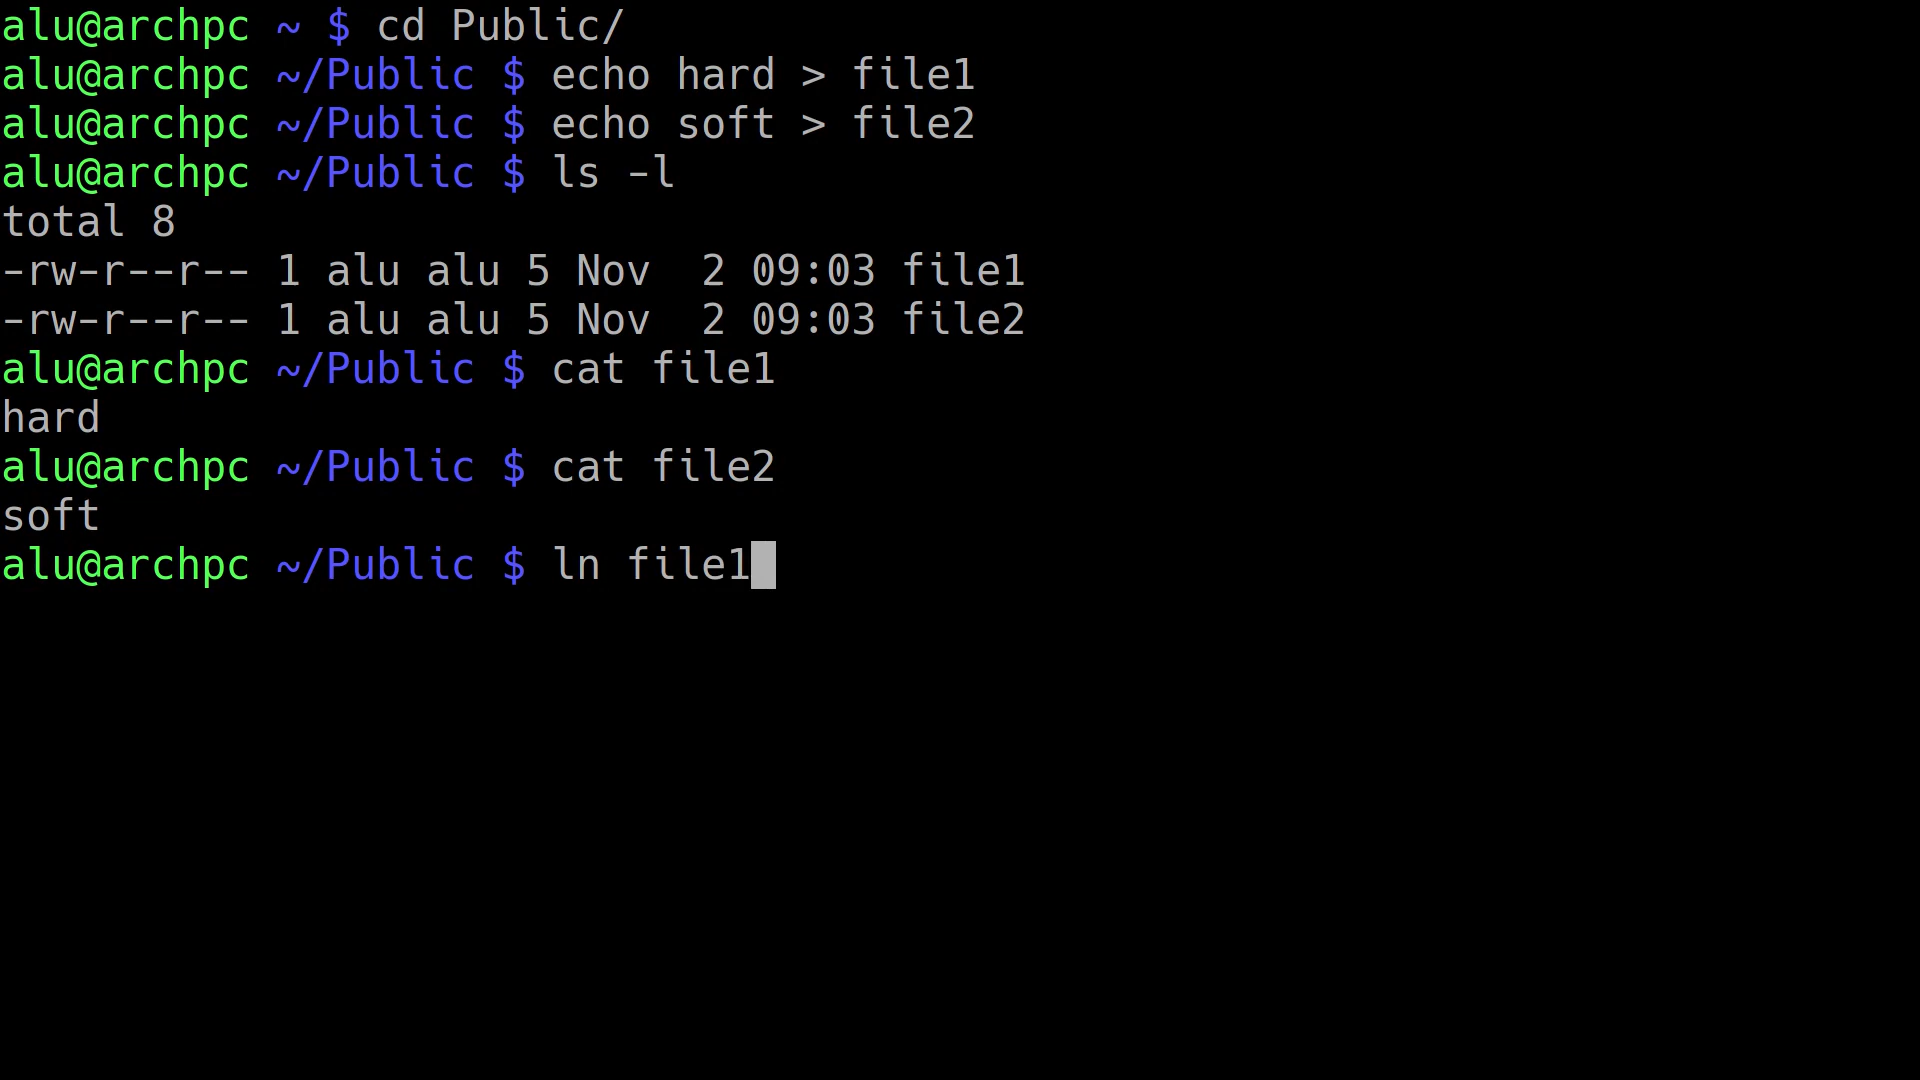 alu@archpc ~ $ cd Public/
alu@archpc ~/Public $ echo hard > file1
alu@archpc ~/Public $ echo soft > file2
alu@archpc ~/Public $ ls -l
total 8
-rw-r--r-- 1 alu alu 5 Nov  2 09:03 file1
-rw-r--r-- 1 alu alu 5 Nov  2 09:03 file2
alu@archpc ~/Public $ cat file1
hard
alu@archpc ~/Public $ cat file2
soft
alu@archpc ~/Public $ ln file1